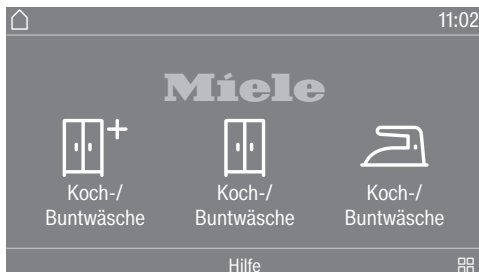 11:02
Miele
Koch-/
Buntwäsche
Koch-/
Buntwäsche
Koch-/
Buntwäsche
Hilfe